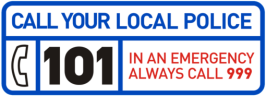 CALL YOUR LOCAL POLICE
101
IN AN EMERGENCY
ALWAYS CALL 999